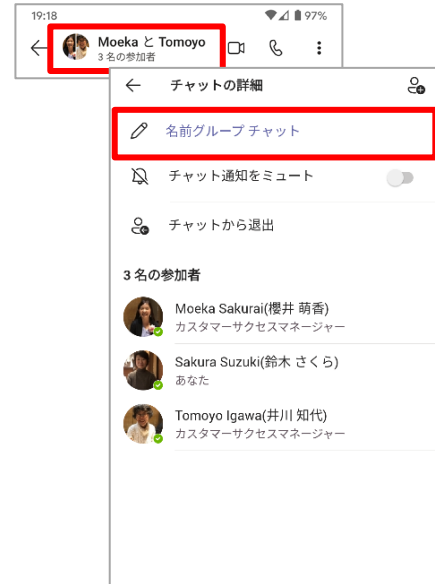 19:18
97%
Moeka と Tomoyo
3 名の参加者
チャットの詳細
名前グループ チャット
チャット通知をミュート
チャットから退出
3 名の参加者
Moeka Sakurai(櫻井 萌香)
カスタマーサクセスマネージャー
Sakura Suzuki(鈴木 さくら)
あなた
Tomoyo Igawa(井川 知代)
カスタマーサクセスマネージャー